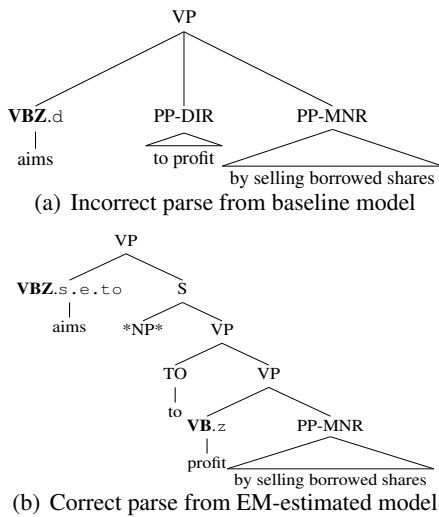 VP
VBZ.d PP-DIR PP-MNR
aims to profit by selling borrowed shares
(a) Incorrect parse from baseline model
VP
VBZ.s.e.to S
aims *NP* VP
TO VP
to VB.z PP-MNR
profit by selling borrowed shares
(b) Correct parse from EM-estimated model